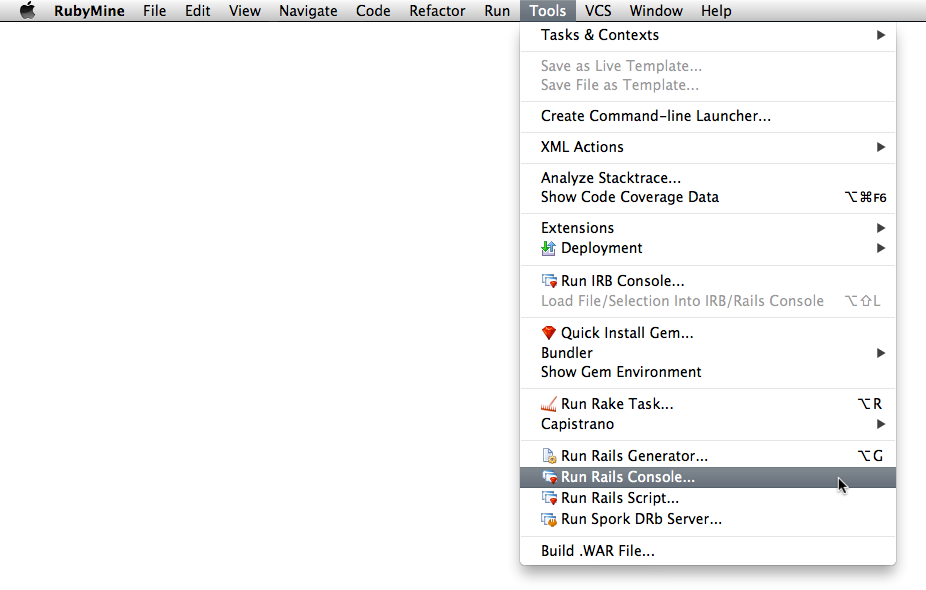 RubyMine File Edit View Navigate Code Refactor Run Tools VCS Window Help
Tasks & Contexts
Save as Live Template...
Save File as Template...
Create Command-line Launcher...
XML Actions
Analyze Stacktrace...
Show Code Coverage Data ⌥⌘F6
Extensions
Deployment
Run IRB Console...
Load File/Selection Into IRB/Rails Console ⌥⇧L
Quick Install Gem...
Bundler
Show Gem Environment
Run Rake Task... ⌥R
Capistrano
Run Rails Generator... ⌥G
Run Rails Console...
Run Rails Script...
Run Spork DRb Server...
Build .WAR File...